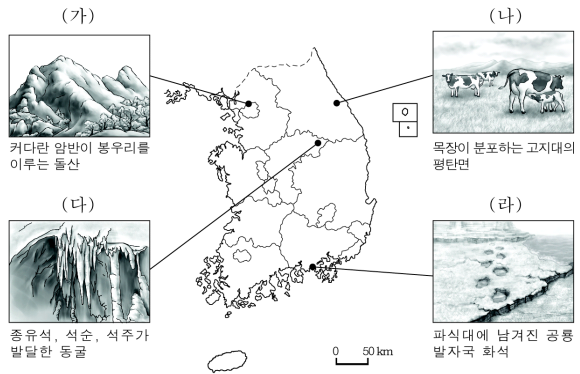 (가)
커다란 암반이 봉우리를
이루는 돌산
(나)
목장이 분포하는 고지대의
평탄면
(다)
종유석, 석순, 석주가
발달한 동굴
(라)
파식대에 남겨진 공룡
발자국 화석
0 50 km